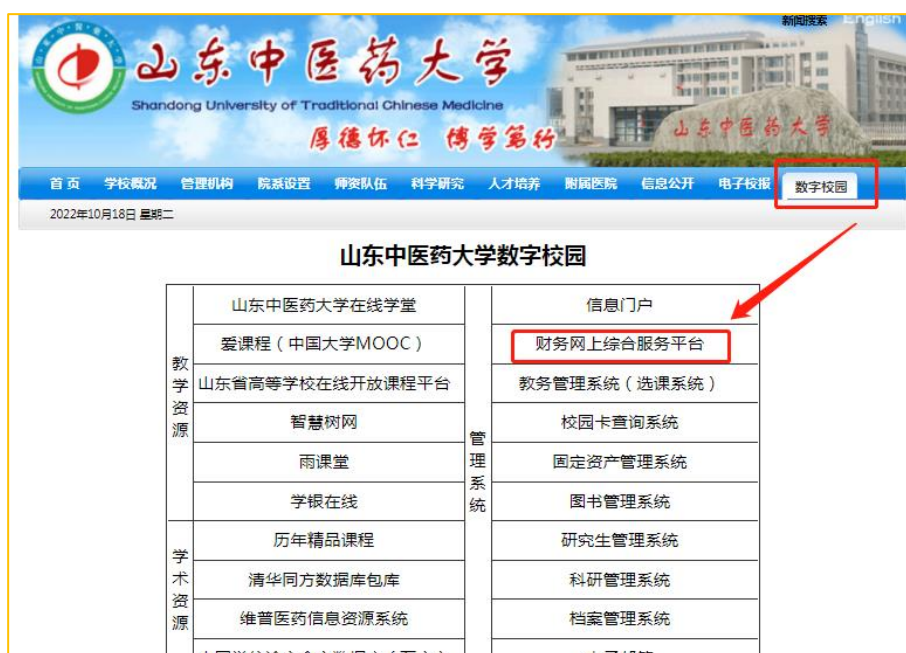 新闻搜索 English
山东中医药大学
Shandong University of Traditional Chinese Medicine
厚德怀仁 博学笃行
山东中医药大学
首页 学校概况 管理机构 院系设置 师资队伍 科学研究 人才培养 附属医院 信息公开 电子校报 数字校园
2022年10月18日 星期二
山东中医药大学数字校园
教学资源
山东中医药大学在线学堂
爱课程（中国大学MOOC）
山东省高等学校在线开放课程平台
智慧树网
雨课堂
学银在线
学术资源
历年精品课程
清华同方数据库包库
维普医药信息资源系统
管理系统
信息门户
财务网上综合服务平台
教务管理系统（选课系统）
校园卡查询系统
固定资产管理系统
图书管理系统
研究生管理系统
科研管理系统
档案管理系统